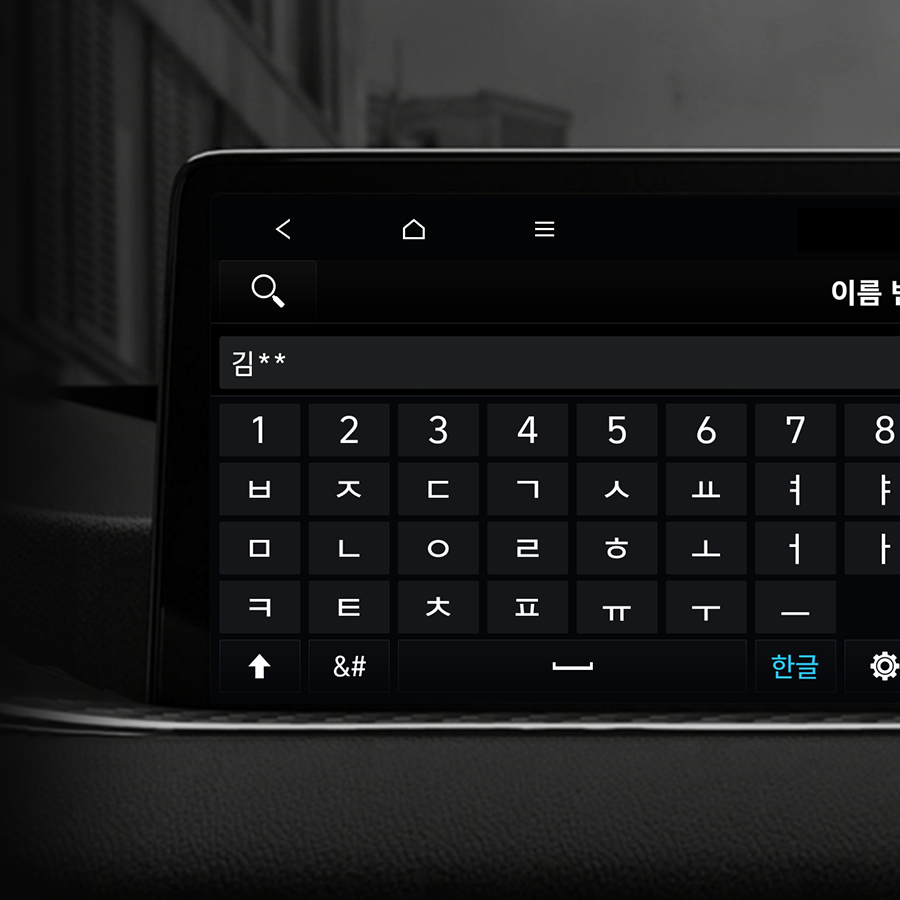 이름
김**
1 2 3 4 5 6 7 8
ㅂ ㅈ ㄷ ㄱ ㅅ ㅛ ㅕ ㅑ
ㅁ ㄴ ㅇ ㄹ ㅎ ㅗ ㅓ ㅏ
ㅋ ㅌ ㅊ ㅍ ㅠ ㅜ ㅡ
&# 한글